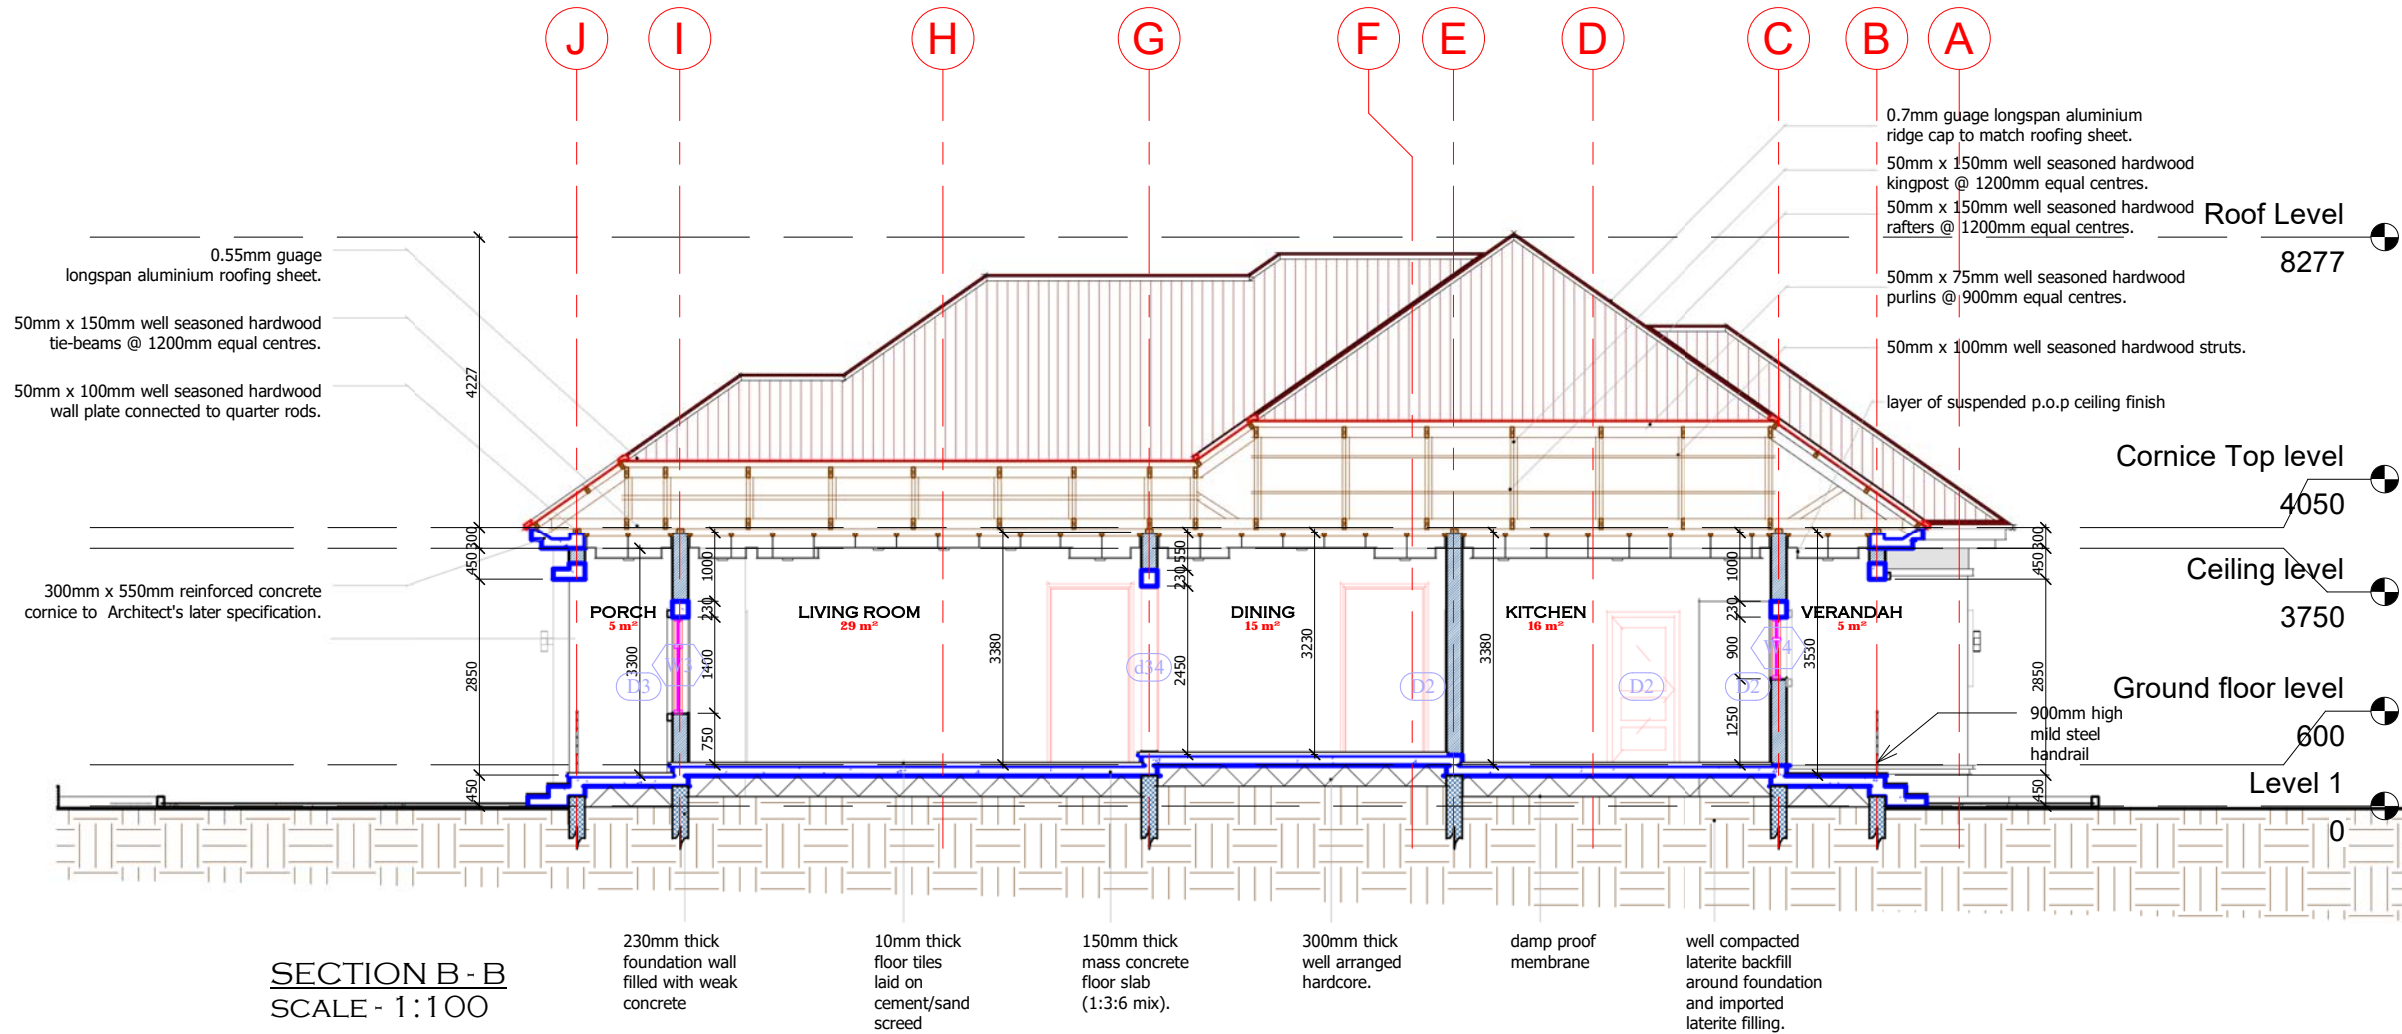 J
I
H
G
F
E
D
C
B
A
0.7mm guage longspan aluminium
ridge cap to match roofing sheet.
50mm x 150mm well seasoned hardwood
kingpost @ 1200mm equal centres.
50mm x 150mm well seasoned hardwood
rafters @ 1200mm equal centres.
50mm x 75mm well seasoned hardwood
purlins @ 900mm equal centres.
50mm x 100mm well seasoned hardwood struts.
layer of suspended p.o.p ceiling finish
Roof Level
8277
Cornice Top level
4050
Ceiling level
3750
Ground floor level
600
Level 1
0
0.55mm guage
longspan aluminium roofing sheet.
50mm x 150mm well seasoned hardwood
tie-beams @ 1200mm equal centres.
50mm x 100mm well seasoned hardwood
wall plate connected to quarter rods.
300mm x 550mm reinforced concrete
cornice to Architect's later specification.
4227
300
450
2850
450
PORCH
5 m²
3300
D3
W3
1000
230
1400
750
LIVING ROOM
29 m²
3380
d34
550
230
2450
DINING
15 m²
3230
D2
3380
KITCHEN
16 m²
D2
D2
1000
230
900
1250
W4
3530
VERANDAH
5 m²
300
450
2850
450
900mm high
mild steel
handrail
230mm thick
foundation wall
filled with weak
concrete
10mm thick
floor tiles
laid on
cement/sand
screed
150mm thick
mass concrete
floor slab
(1:3:6 mix).
300mm thick
well arranged
hardcore.
damp proof
membrane
well compacted
laterite backfill
around foundation
and imported
laterite filling.
SECTION B - B
SCALE - 1:100